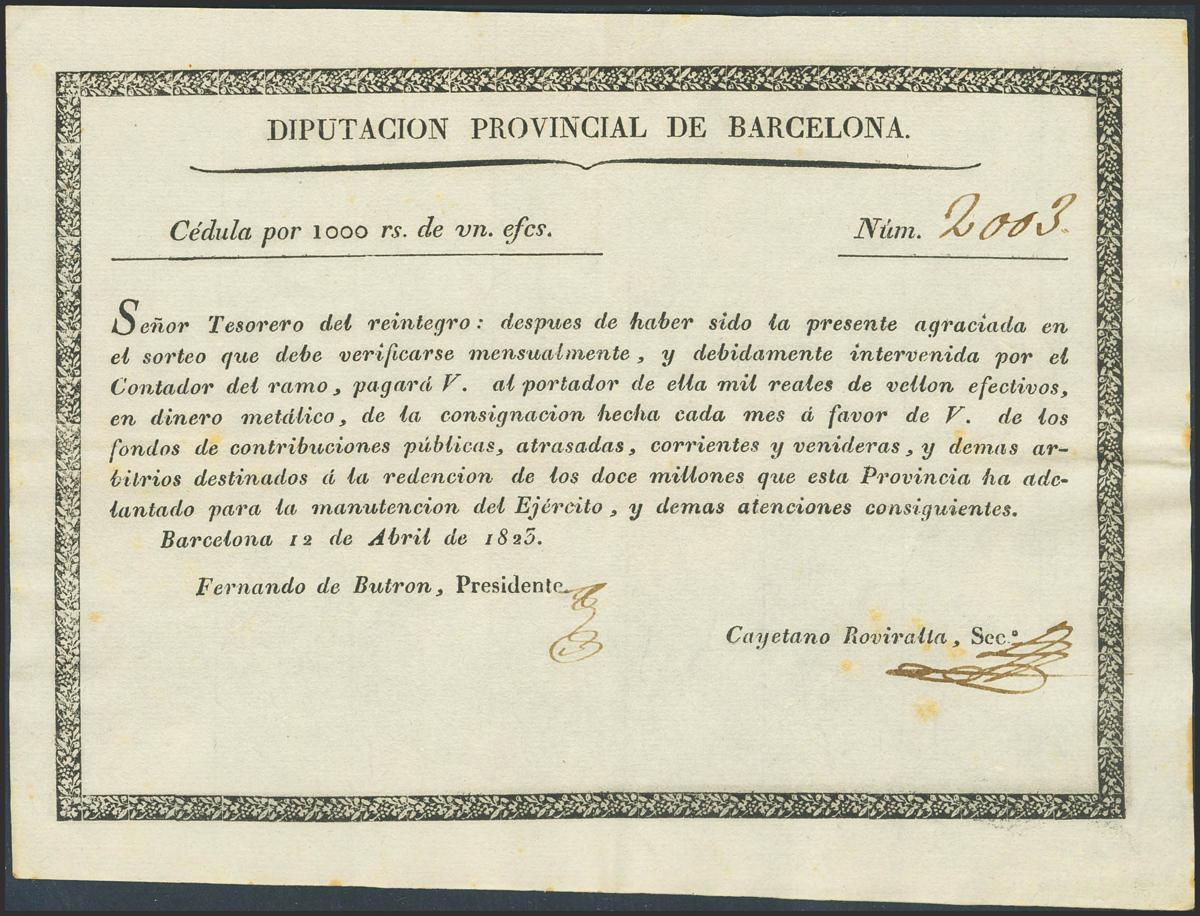 DIPUTACION PROVINCIAL DE BARCELONA.
Cédula por 1000 rs. de vn. efcs.
Núm. 2003
Señor Tesorero del reintegro: despues de haber sido la presente agraciada en
el sorteo que debe verificarse mensualmente, y debidamente intervenida por el
Contador del ramo, pagará V. al portador de ella mil reales de vellon efectivos,
en dinero metálico, de la consignacion hecha cada mes á favor de V. de los
fondos de contribuciones públicas, atrasadas, corrientes y venideras, y demas ar-
bitrios destinados á la redencion de los doce millones que esta Provincia ha ade-
lantado para la manutencion del Ejército, y demas atenciones consiguientes.
Barcelona 12 de Abril de 1823.
Fernando de Butron, Presidente
Cayetano Roviralta, Sec.º